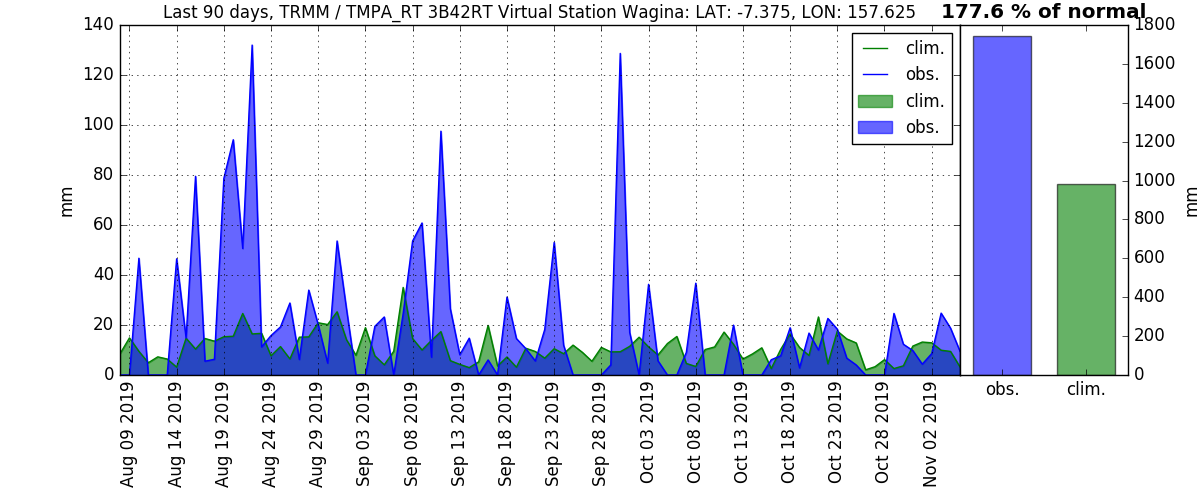 Last 90 days, TRMM / TMPA_RT 3B42RT Virtual Station Wagina: LAT: -7.375, LON: 157.625
177.6 % of normal
mm
140
120
100
80
60
40
20
0
clim.
obs.
clim.
obs.
1800
1600
1400
1200
1000
800
600
400
200
0
mm
Aug 09 2019
Aug 14 2019
Aug 19 2019
Aug 24 2019
Aug 29 2019
Sep 03 2019
Sep 08 2019
Sep 13 2019
Sep 18 2019
Sep 23 2019
Sep 28 2019
Oct 03 2019
Oct 08 2019
Oct 13 2019
Oct 18 2019
Oct 23 2019
Oct 28 2019
Nov 02 2019
obs.
clim.